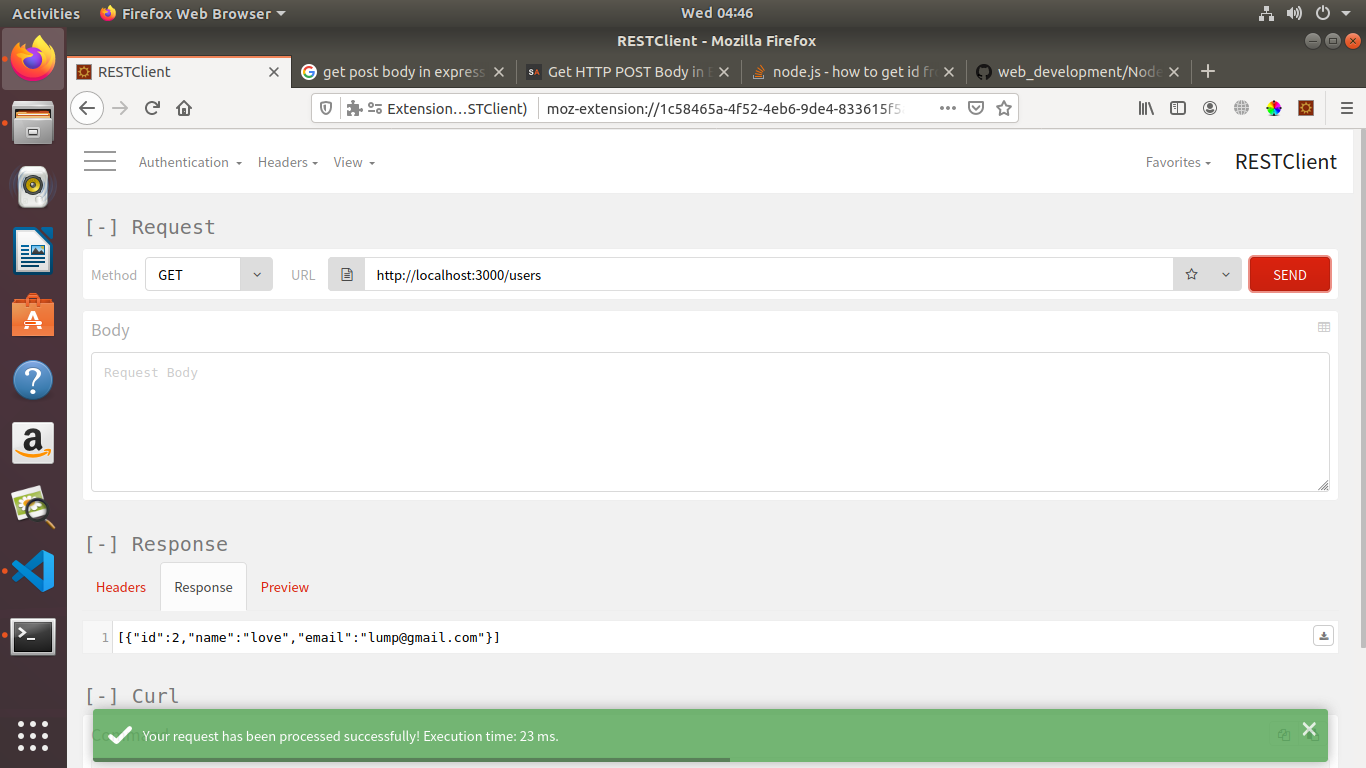 Activities Firefox Web Browser Wed 04:46
RESTClient - Mozilla Firefox
RESTClient get post body in express Get HTTP POST Body in node.js - how to get id web_development/Node
Extension…STClient) moz-extension://1c58465a-4f52-4eb6-9de4-833615f5
Authentication Headers View Favorites RESTClient
[-] Request
Method GET URL http://localhost:3000/users SEND
Body
Request Body
[-] Response
Headers Response Preview
1 [{"id":2,"name":"love","email":"lump@gmail.com"}]
[-] Curl
Your request has been processed successfully! Execution time: 23 ms.